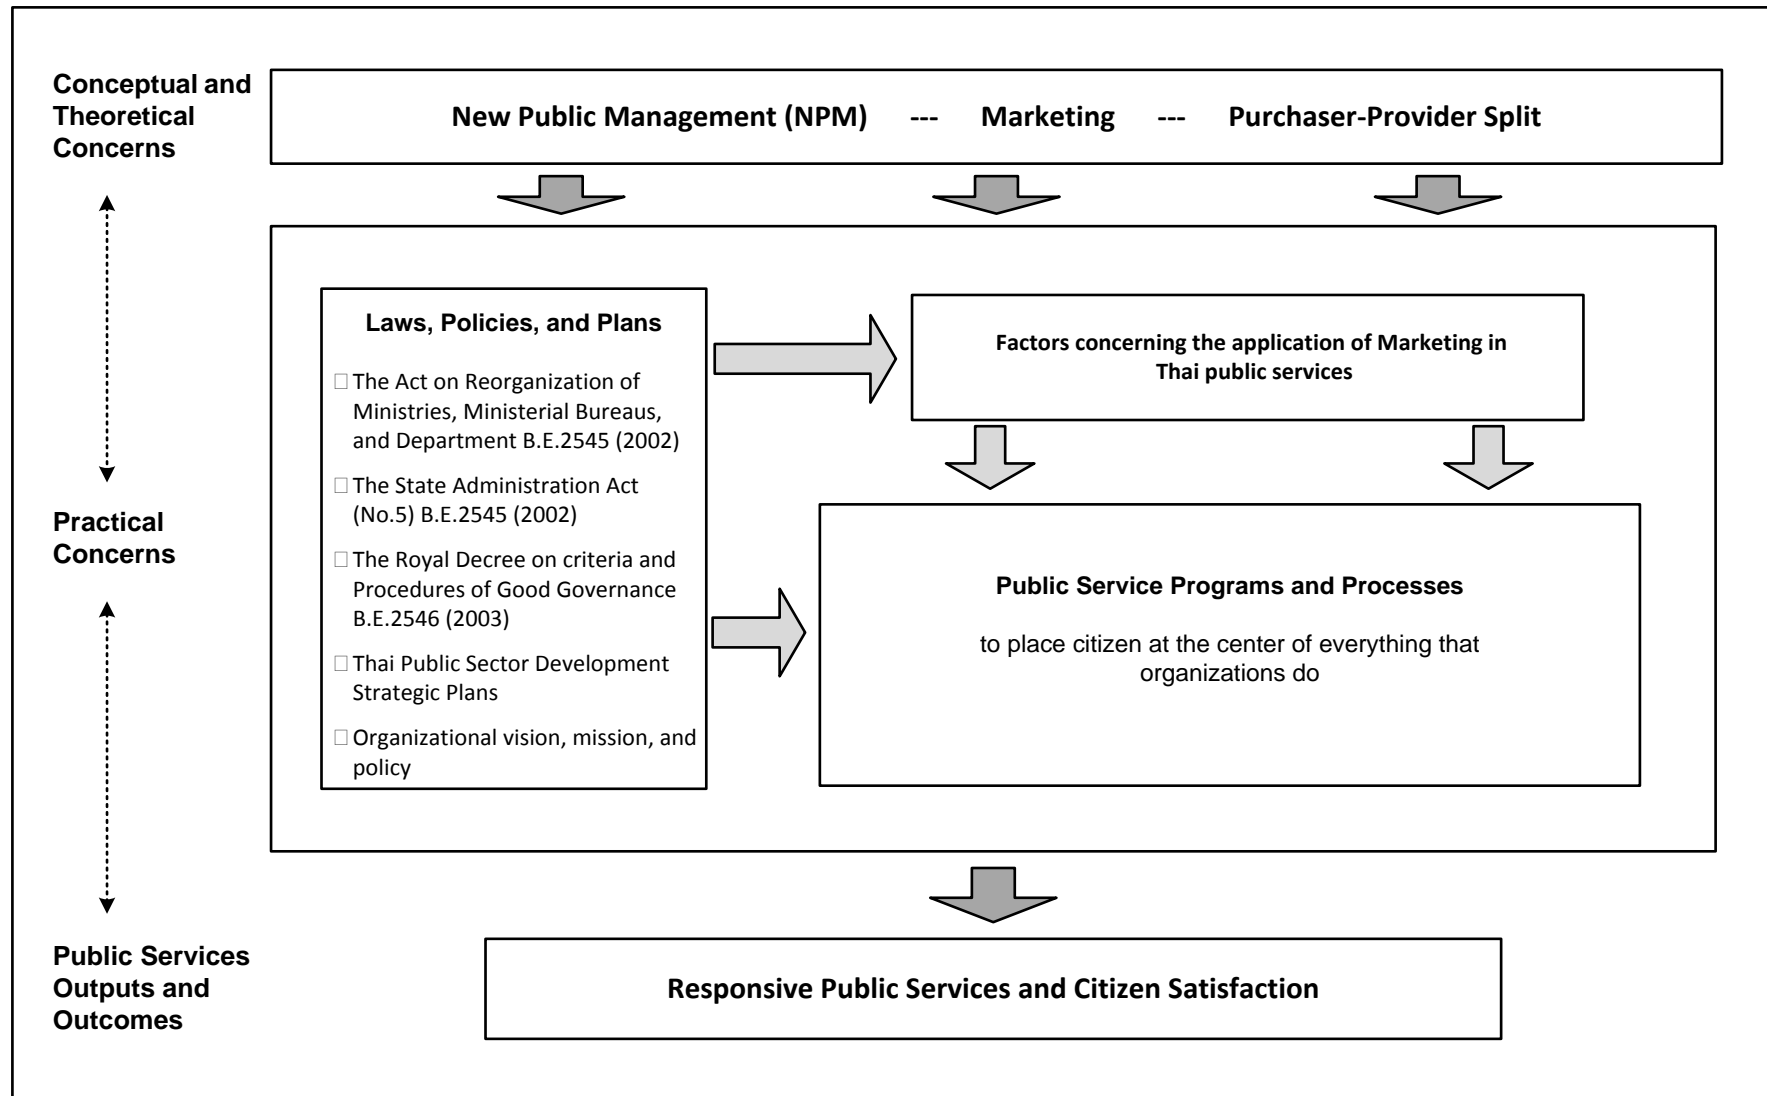 Conceptual and
Theoretical
Concerns
New Public Management (NPM) --- Marketing --- Purchaser-Provider Split
Laws, Policies, and Plans
□ The Act on Reorganization of
Ministries, Ministerial Bureaus,
and Department B.E.2545 (2002)
□ The State Administration Act
(No.5) B.E.2545 (2002)
□ The Royal Decree on criteria and
Procedures of Good Governance
B.E.2546 (2003)
□ Thai Public Sector Development
Strategic Plans
□ Organizational vision, mission, and
policy
Factors concerning the application of Marketing in
Thai public services
Practical
Concerns
Public Service Programs and Processes
to place citizen at the center of everything that
organizations do
Public Services
Outputs and
Outcomes
Responsive Public Services and Citizen Satisfaction